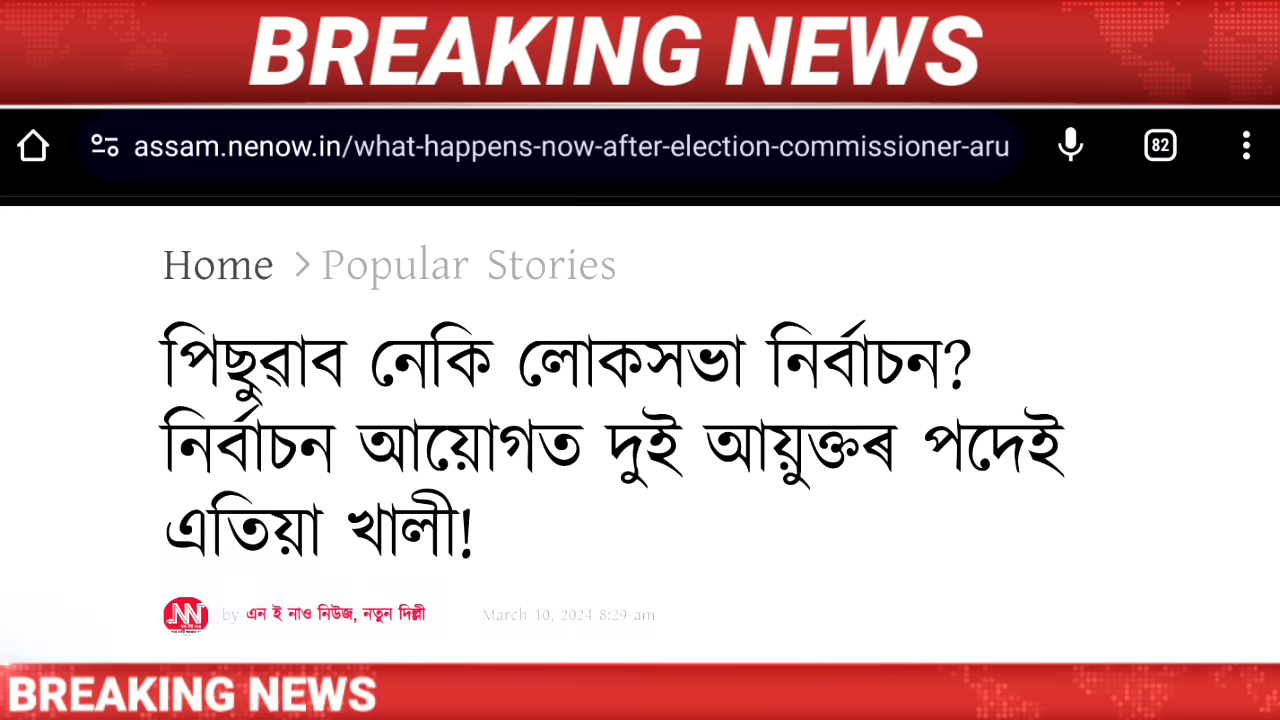 BREAKING NEWS
assam.nenow.in/what-happens-now-after-election-commissioner-aru
82
Home > Popular Stories
পিছুৱাব নেকি লোকসভা নিৰ্বাচন?
নিৰ্বাচন আয়োগত দুই আয়ুক্তৰ পদেই
এতিয়া খালী!
by এন ই নাও নিউজ, নতুন দিল্লী March 10, 2024 8:29 am
BREAKING NEWS